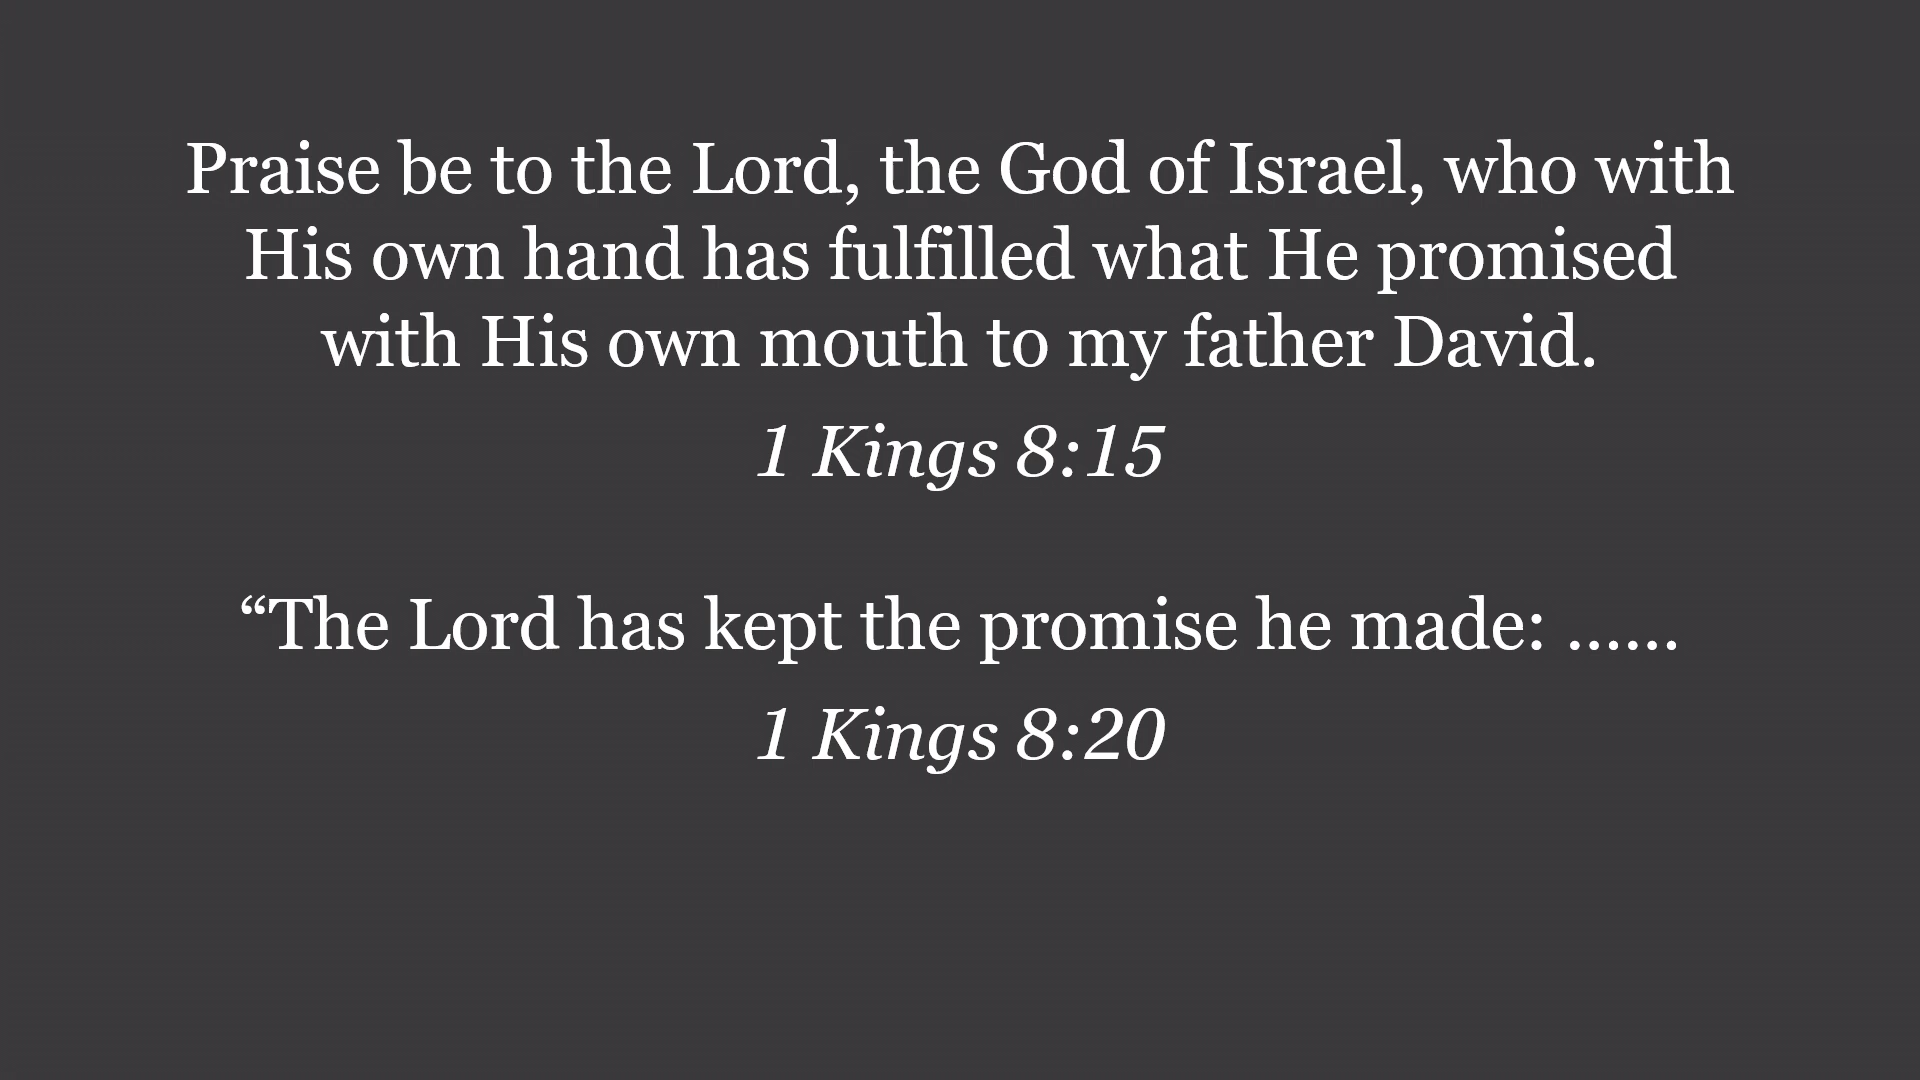 Praise be to the Lord, the God of Israel, who with
His own hand has fulfilled what He promised
with His own mouth to my father David.
1 Kings 8:15
“The Lord has kept the promise he made: ......
1 Kings 8:20